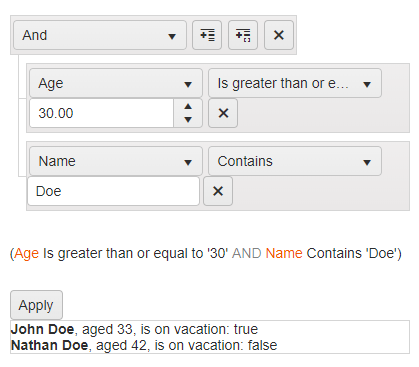 And
Age Is greater than or e...
30.00
Name Contains
Doe
(Age Is greater than or equal to '30' AND Name Contains 'Doe')
Apply
John Doe, aged 33, is on vacation: true
Nathan Doe, aged 42, is on vacation: false